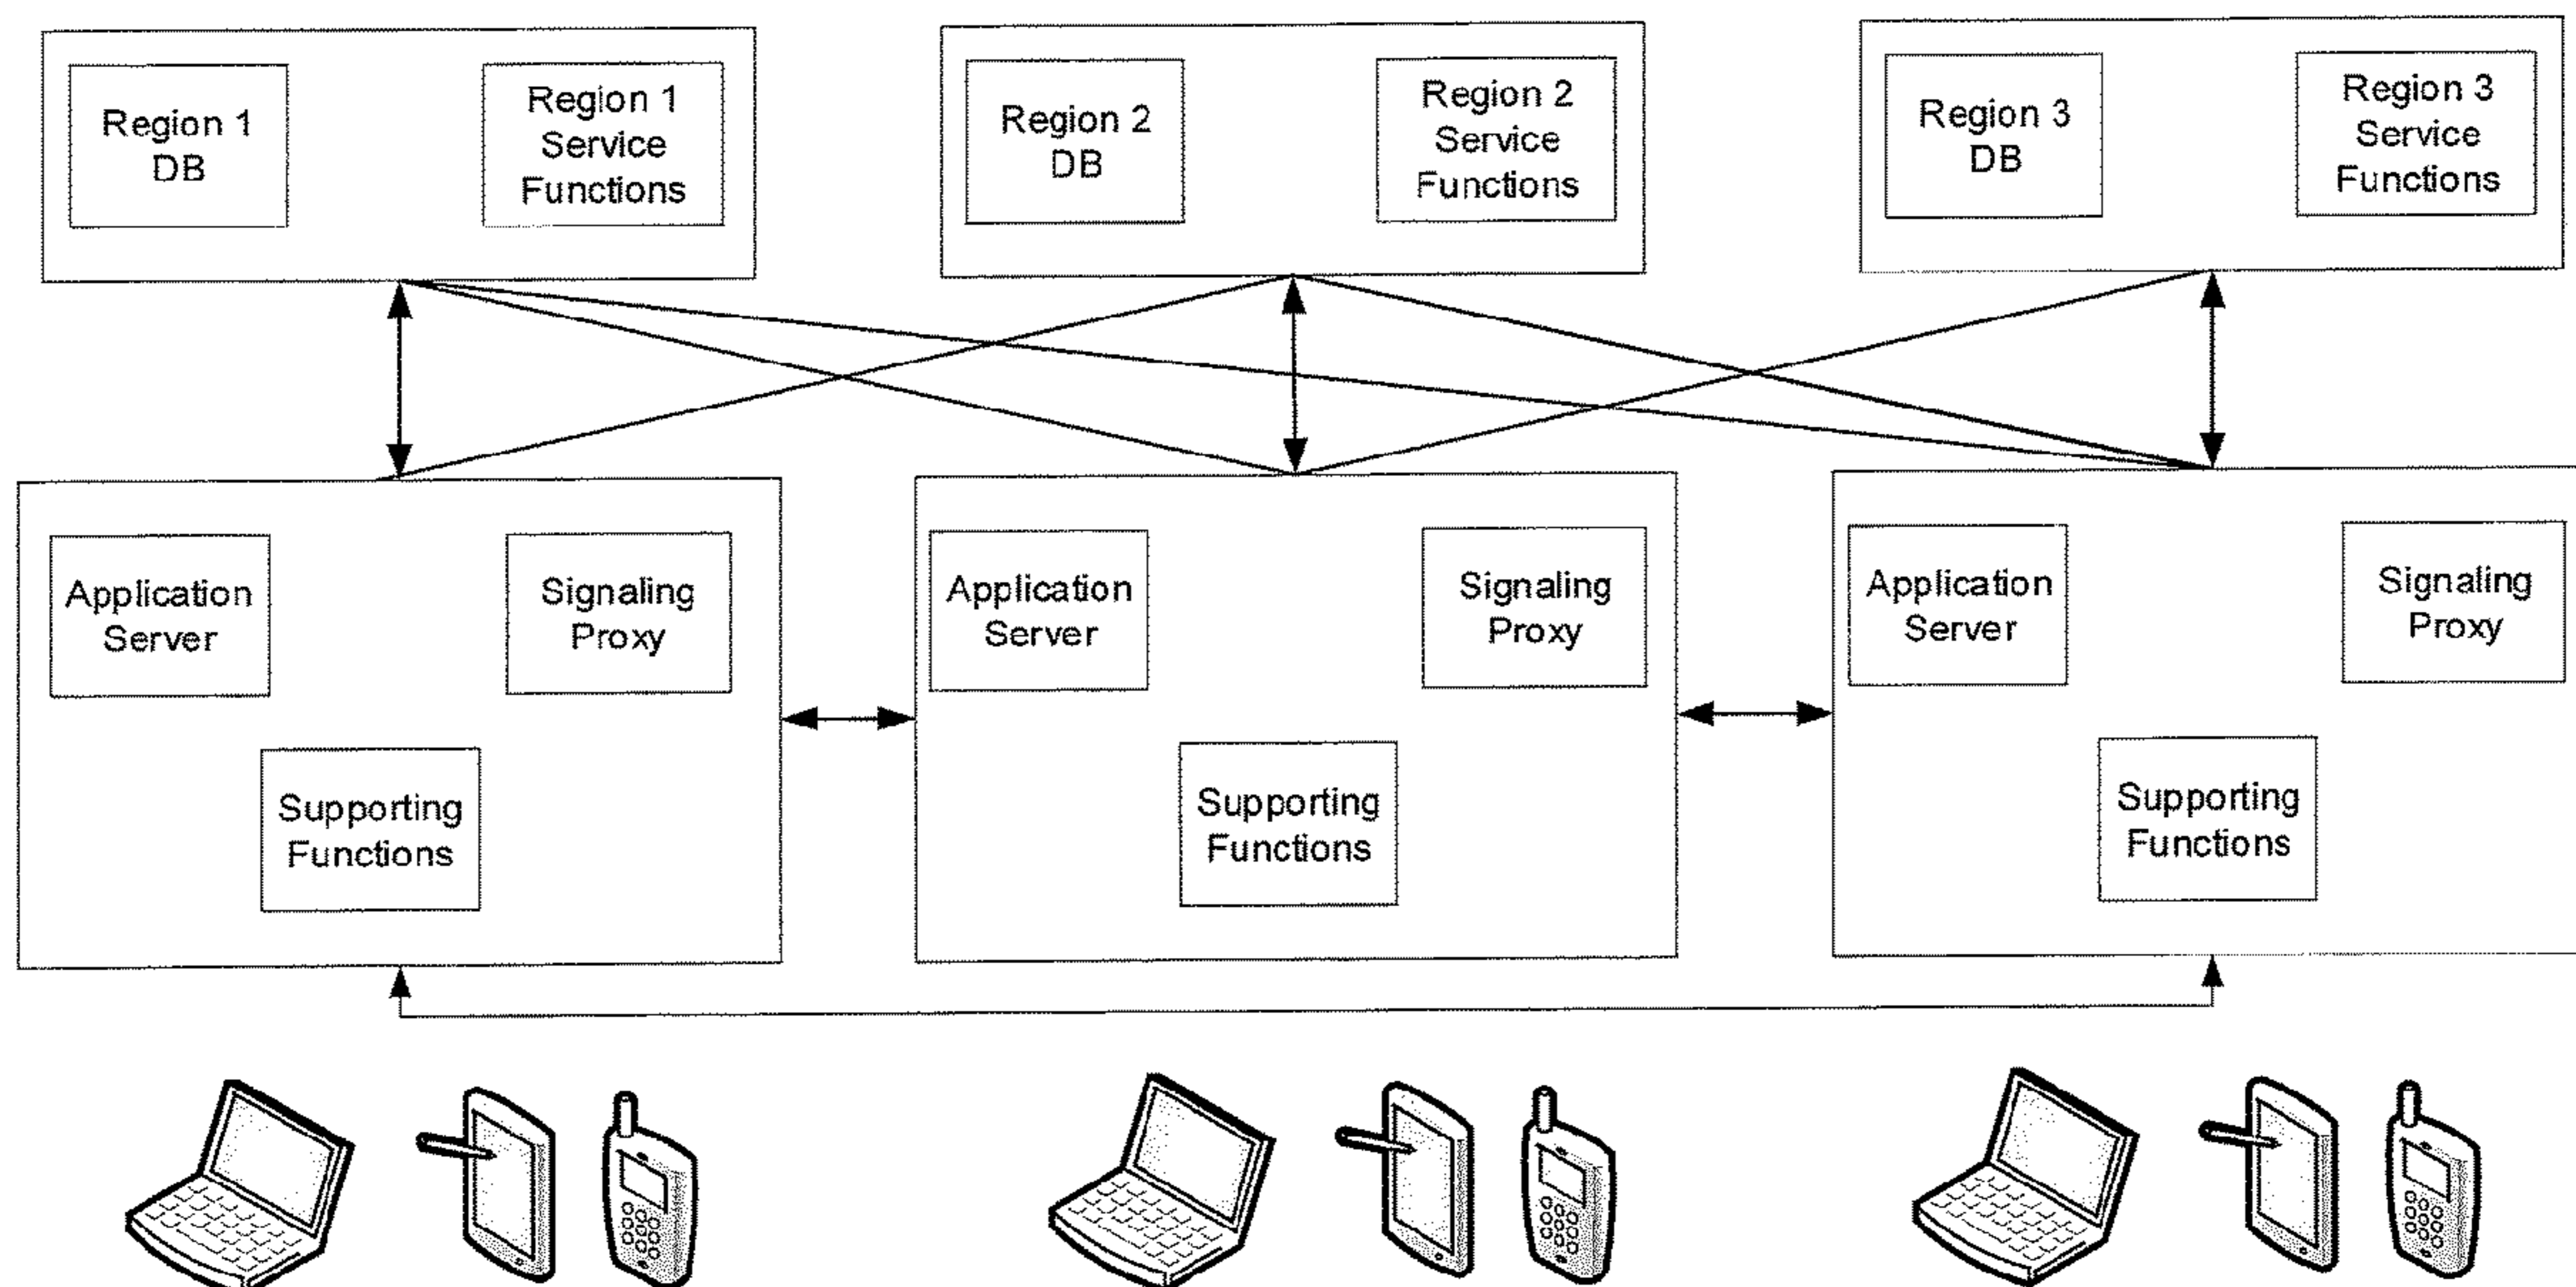 Region 1
DB
Region 1
Service
Functions
Region 2
DB
Region 2
Service
Functions
Region 3
DB
Region 3
Service
Functions
Application
Server
Signaling
Proxy
Supporting
Functions
Application
Server
Signaling
Proxy
Supporting
Functions
Application
Server
Signaling
Proxy
Supporting
Functions